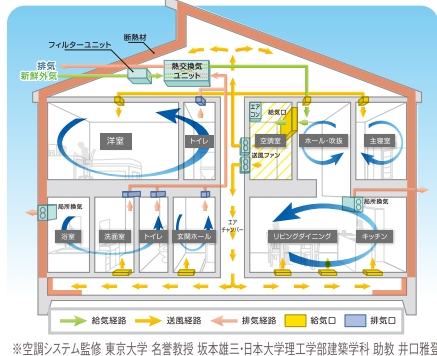 断熱材
フィルターユニット
排気
新鮮外気
熱交換気
ユニット
洋室
トイレ
エアコン
給気口
空調室
送風ファン
ホール・吹抜
主寝室
局所換気
局所換気
浴室
洗面室
トイレ
玄関ホール
エア
チャンバー
リビングダイニング
キッチン
給気経路 送風経路 排気経路 給気口 排気口
※空調システム監修 東京大学 名誉教授 坂本雄三・日本大学理工学部建築学科 助教 井口雅登